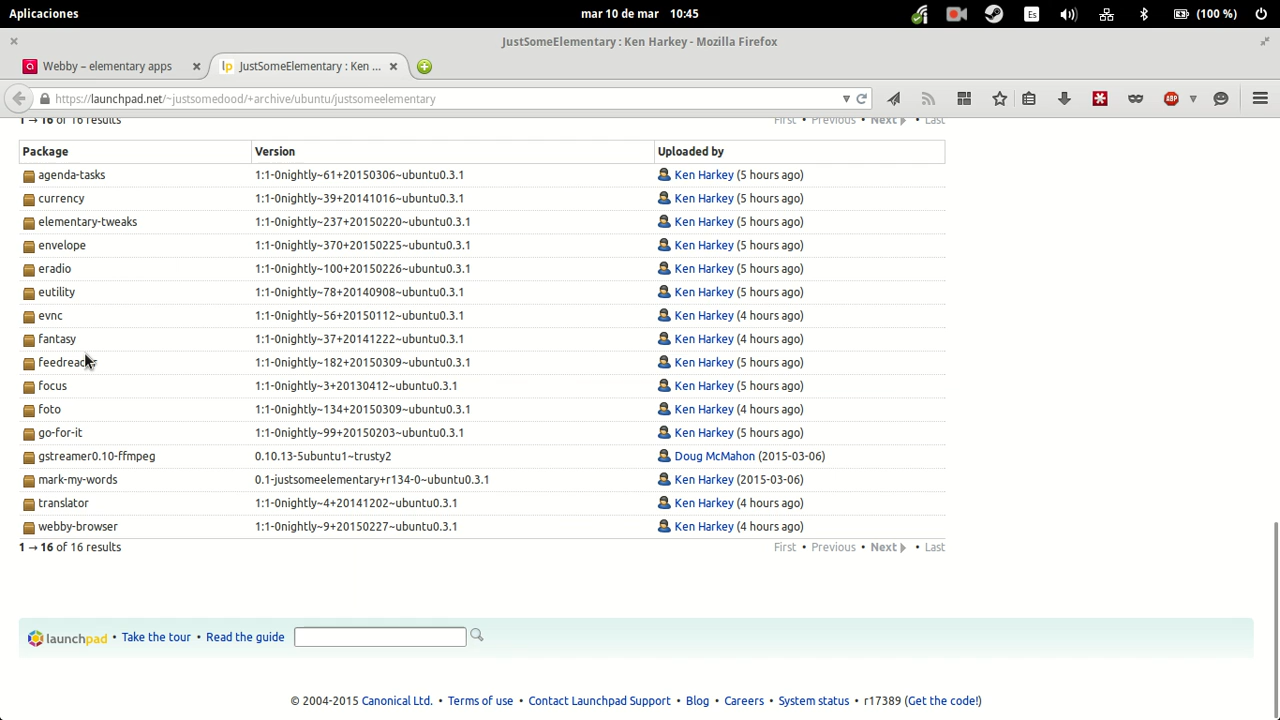 Aplicaciones mar 10 de mar 10:45 Es (100 %)
JustSomeElementary : Ken Harkey - Mozilla Firefox
Webby – elementary apps JustSomeElementary : Ken ...
https://launchpad.net/~justsomedood/+archive/ubuntu/justsomeelementary ABP
1 → 16 of 16 results First • Previous • Next • Last
Package Version Uploaded by
agenda-tasks 1:1-0nightly~61+20150306~ubuntu0.3.1 Ken Harkey (5 hours ago)
currency 1:1-0nightly~39+20141016~ubuntu0.3.1 Ken Harkey (5 hours ago)
elementary-tweaks 1:1-0nightly~237+20150220~ubuntu0.3.1 Ken Harkey (5 hours ago)
envelope 1:1-0nightly~370+20150225~ubuntu0.3.1 Ken Harkey (5 hours ago)
eradio 1:1-0nightly~100+20150226~ubuntu0.3.1 Ken Harkey (5 hours ago)
eutility 1:1-0nightly~78+20140908~ubuntu0.3.1 Ken Harkey (5 hours ago)
evnc 1:1-0nightly~56+20150112~ubuntu0.3.1 Ken Harkey (4 hours ago)
fantasy 1:1-0nightly~37+20141222~ubuntu0.3.1 Ken Harkey (4 hours ago)
feedreader 1:1-0nightly~182+20150309~ubuntu0.3.1 Ken Harkey (5 hours ago)
focus 1:1-0nightly~3+20130412~ubuntu0.3.1 Ken Harkey (5 hours ago)
foto 1:1-0nightly~134+20150309~ubuntu0.3.1 Ken Harkey (4 hours ago)
go-for-it 1:1-0nightly~99+20150203~ubuntu0.3.1 Ken Harkey (5 hours ago)
gstreamer0.10-ffmpeg 0.10.13-5ubuntu1~trusty2 Doug McMahon (2015-03-06)
mark-my-words 0.1-justsomeelementary+r134-0~ubuntu0.3.1 Ken Harkey (2015-03-06)
translator 1:1-0nightly~4+20141202~ubuntu0.3.1 Ken Harkey (4 hours ago)
webby-browser 1:1-0nightly~9+20150227~ubuntu0.3.1 Ken Harkey (4 hours ago)
1 → 16 of 16 results First • Previous • Next • Last
launchpad • Take the tour • Read the guide
© 2004-2015 Canonical Ltd. • Terms of use • Contact Launchpad Support • Blog • Careers • System status • r17389 (Get the code!)